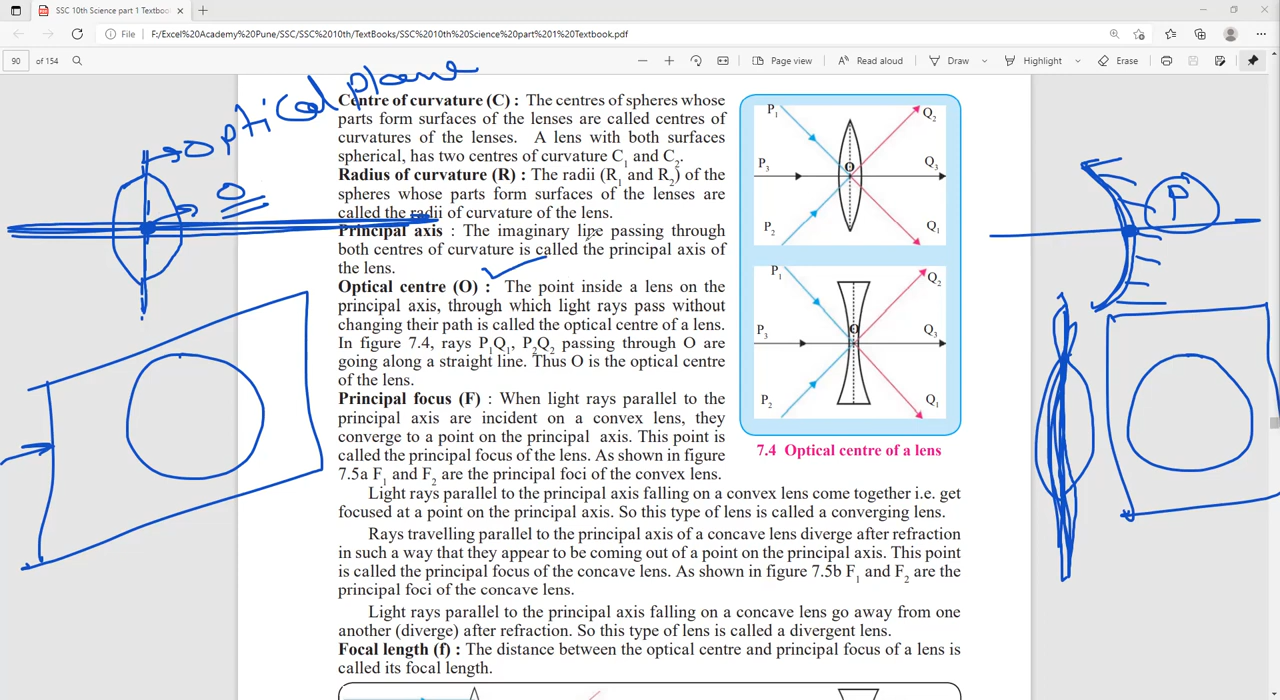 SSC 10th Science part 1 Textboo
File F:/Excel%20Academy%20Pune/SSC/SSC%2010th/TextBooks/SSC%2010th%20Science%20part%201%20Textbook.pdf
90 of 154 Page view Read aloud Draw Highlight Erase
Optical plane
O
P
Centre of curvature (C) : The centres of spheres whose
parts form surfaces of the lenses are called centres of
curvatures of the lenses. A lens with both surfaces
spherical, has two centres of curvature C1 and C2.
Radius of curvature (R) : The radii (R1 and R2) of the
spheres whose parts form surfaces of the lenses are
called the radii of curvature of the lens.
Principal axis : The imaginary line passing through
both centres of curvature is called the principal axis of
the lens.
Optical centre (O) : The point inside a lens on the
principal axis, through which light rays pass without
changing their path is called the optical centre of a lens.
In figure 7.4, rays P1Q1, P2Q2 passing through O are
going along a straight line. Thus O is the optical centre
of the lens.
Principal focus (F) : When light rays parallel to the
principal axis are incident on a convex lens, they
converge to a point on the principal axis. This point is
called the principal focus of the lens. As shown in figure
7.5a F1 and F2 are the principal foci of the convex lens.
P1 Q2
O
P3 Q3
P2 Q1
P1 Q2
O
P3 Q3
P2 Q1
7.4 Optical centre of a lens
Light rays parallel to the principal axis falling on a convex lens come together i.e. get
focused at a point on the principal axis. So this type of lens is called a converging lens.
Rays travelling parallel to the principal axis of a concave lens diverge after refraction
in such a way that they appear to be coming out of a point on the principal axis. This point
is called the principal focus of the concave lens. As shown in figure 7.5b F1 and F2 are the
principal foci of the concave lens.
Light rays parallel to the principal axis falling on a concave lens go away from one
another (diverge) after refraction. So this type of lens is called a divergent lens.
Focal length (f) : The distance between the optical centre and principal focus of a lens is
called its focal length.